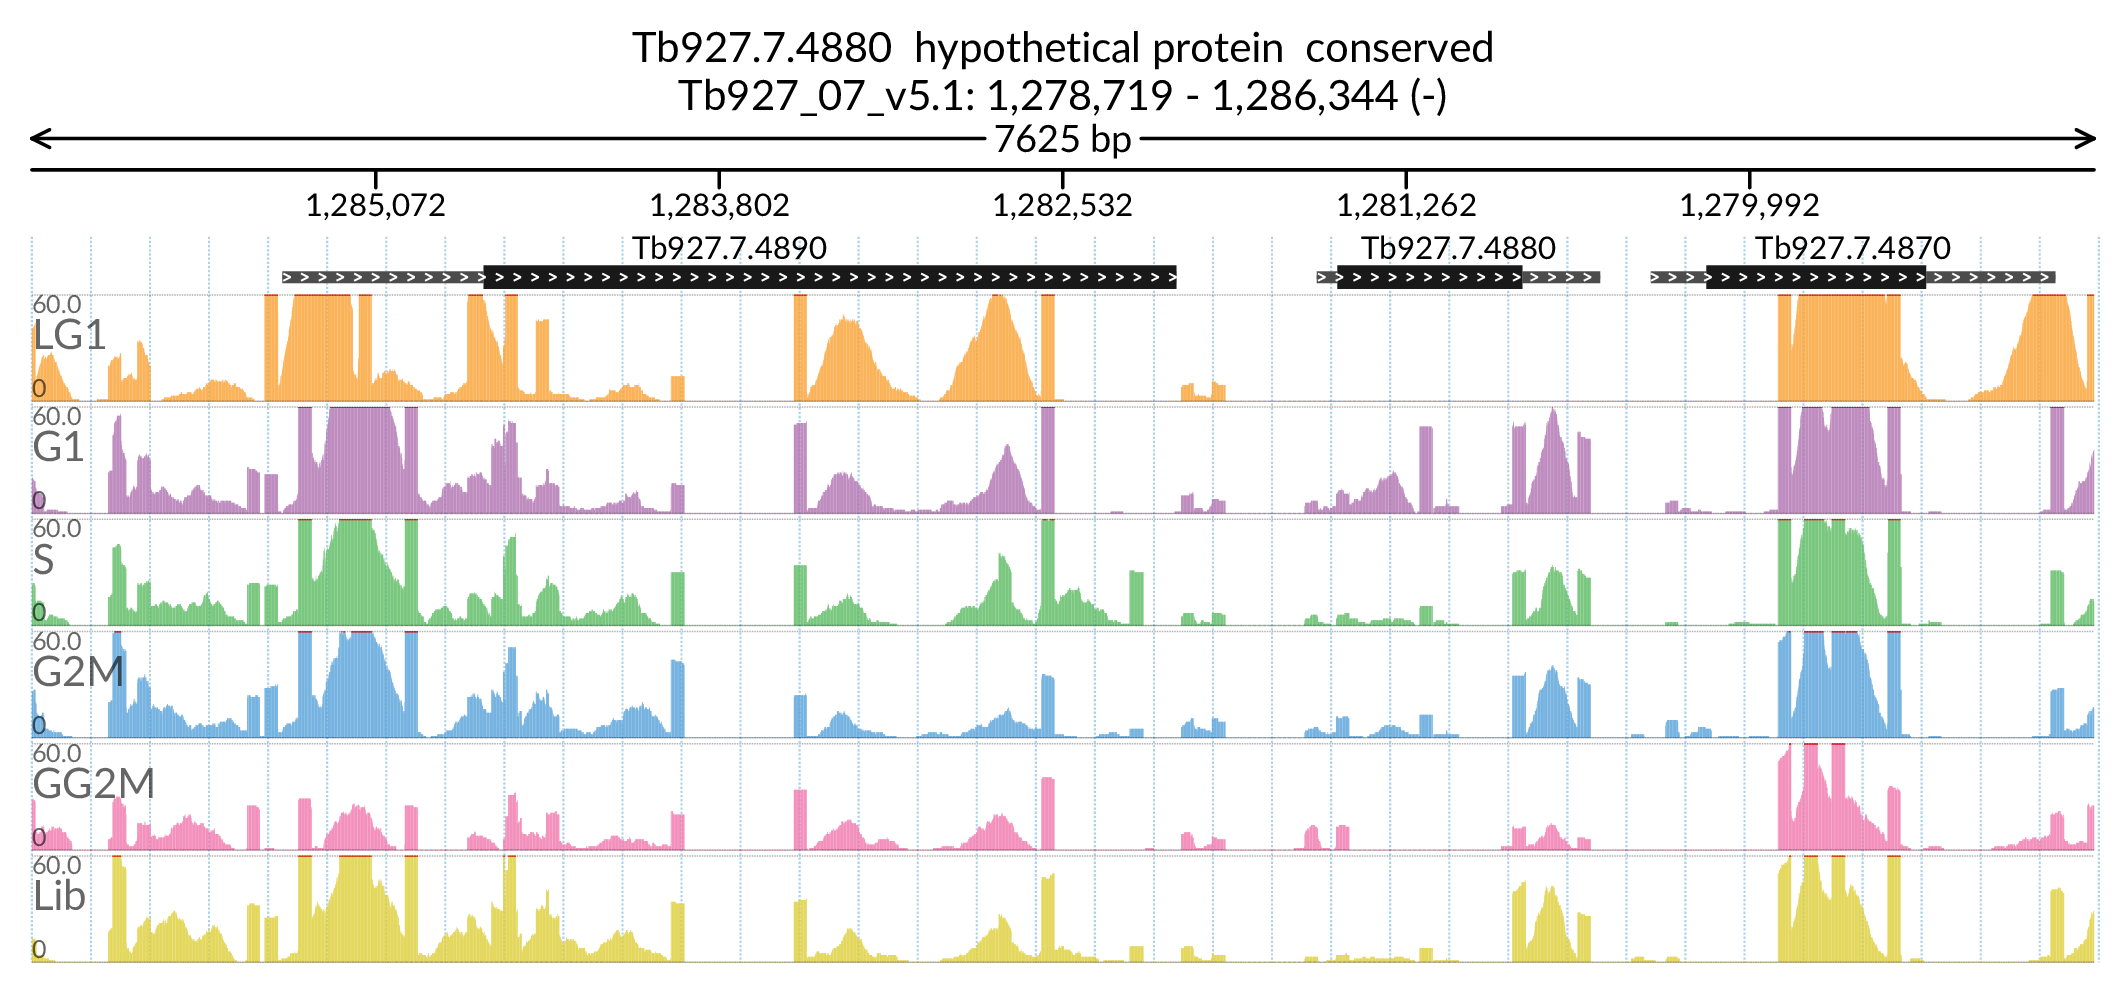 Tb927.7.4880  hypothetical protein  conserved
Tb927_07_v5.1: 1,278,719 - 1,286,344 (-)
7625 bp
1,285,072 1,283,802 1,282,532 1,281,262 1,279,992
Tb927.7.4890 Tb927.7.4880 Tb927.7.4870
60.0
LG1
0
60.0
G1
0
60.0
S
0
60.0
G2M
0
60.0
GG2M
0
60.0
Lib
0